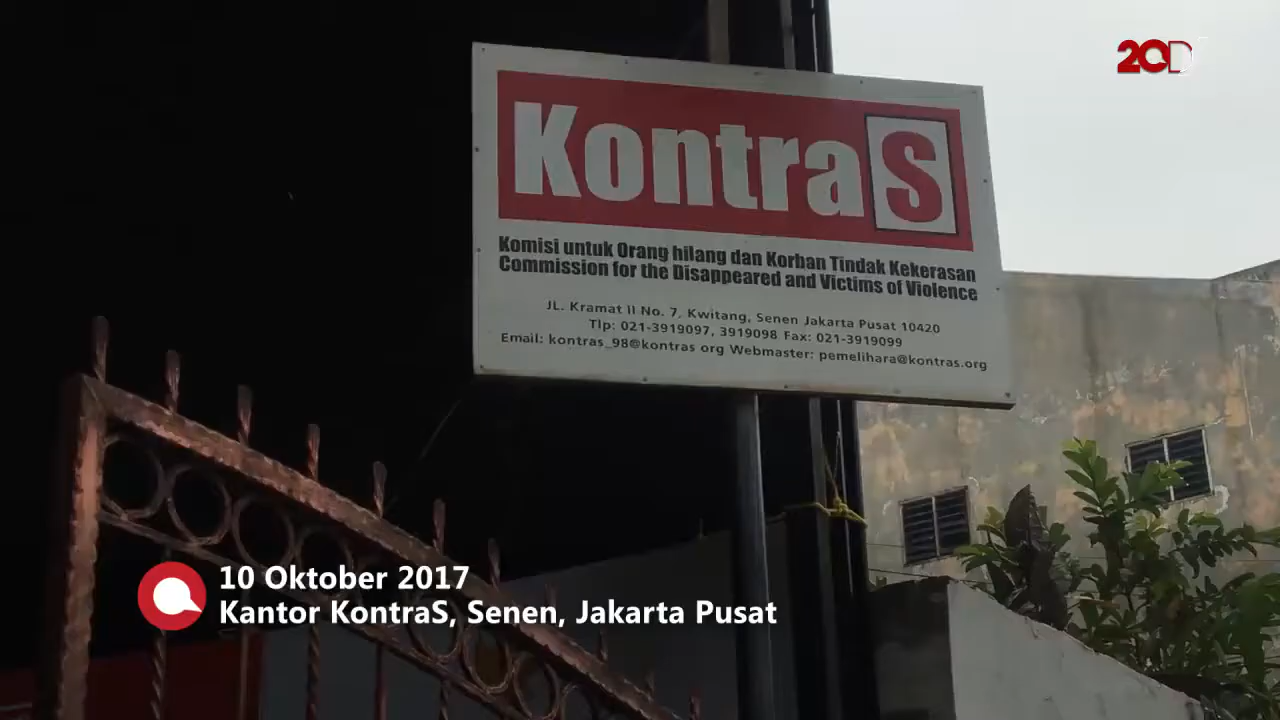 20D
KontraS
Komisi untuk Orang hilang dan Korban Tindak Kekerasan
Commission for the Disappeared and Victims of Violence
JL. Kramat II No. 7, Kwitang, Senen Jakarta Pusat 10420
Tlp: 021-3919097, 3919098 Fax: 021-3919099
Email: kontras_98@kontras org Webmaster: pemelihara@kontras.org
10 Oktober 2017
Kantor KontraS, Senen, Jakarta Pusat